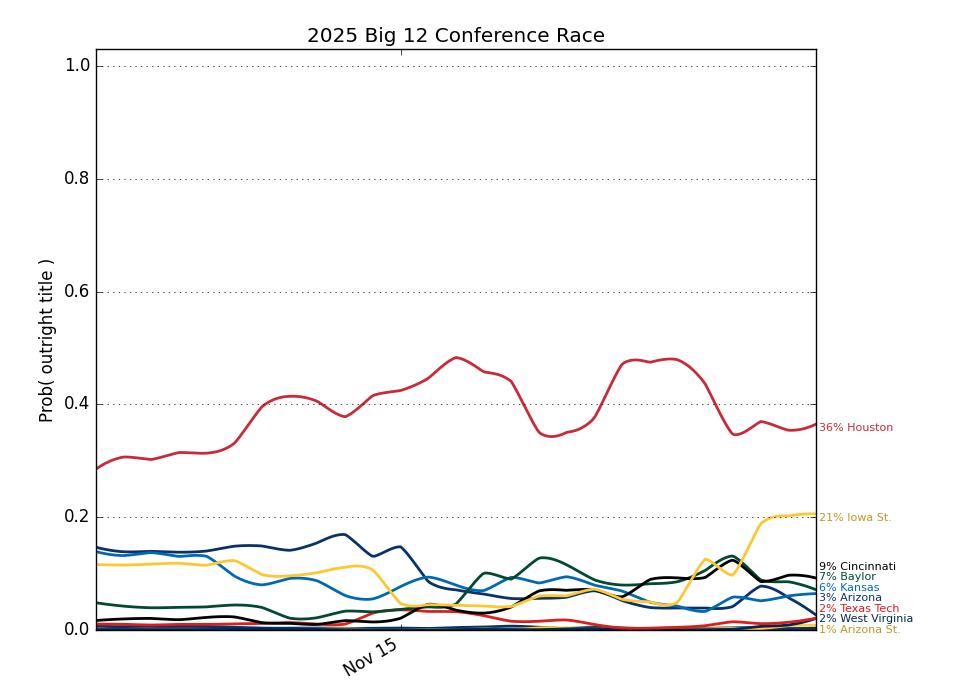 2025 Big 12 Conference Race
Prob( outright title )
1.0
0.8
0.6
0.4
0.2
0.0
Nov 15
36% Houston
21% Iowa St.
9% Cincinnati
7% Baylor
6% Kansas
3% Arizona
2% Texas Tech
2% West Virginia
1% Arizona St.